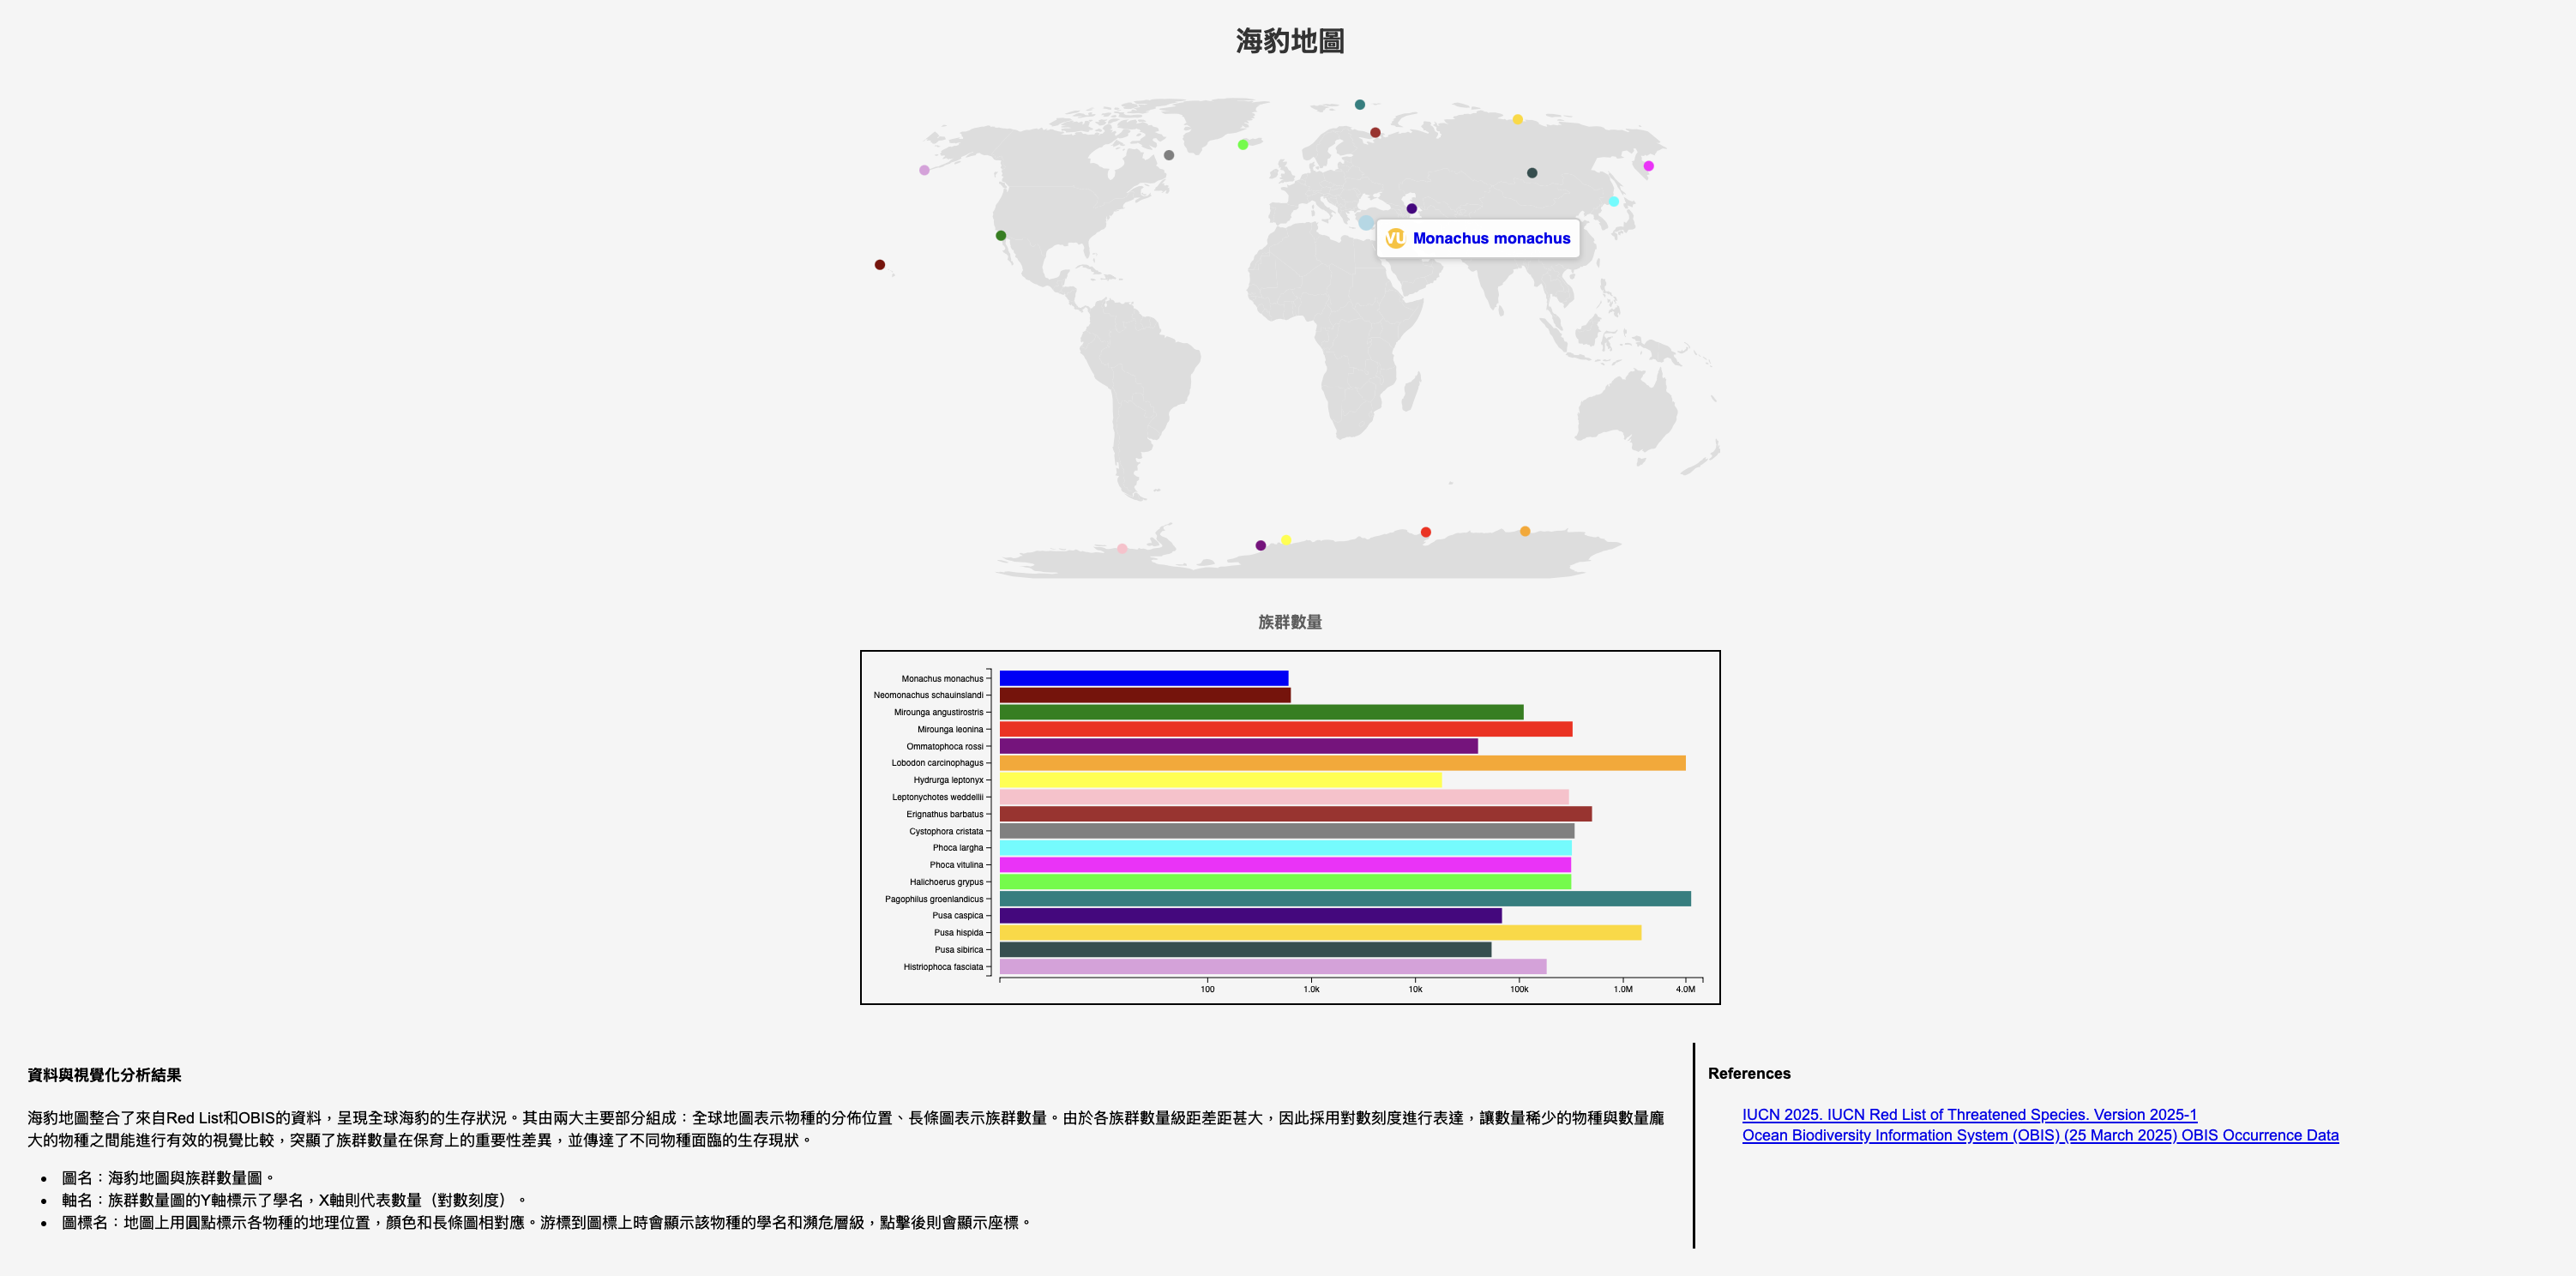 海豹地圖
VU Monachus monachus
族群數量
Monachus monachus
Neomonachus schauinslandi
Mirounga angustirostris
Mirounga leonina
Ommatophoca rossi
Lobodon carcinophagus
Hydrurga leptonyx
Leptonychotes weddellii
Erignathus barbatus
Cystophora cristata
Phoca largha
Phoca vitulina
Halichoerus grypus
Pagophilus groenlandicus
Pusa caspica
Pusa hispida
Pusa sibirica
Histriophoca fasciata
100 1.0k 10k 100k 1.0M 4.0M
資料與視覺化分析結果
海豹地圖整合了來自Red List和OBIS的資料，呈現全球海豹的生存狀況。其由兩大主要部分組成：全球地圖表示物種的分佈位置、長條圖表示族群數量。由於各族群數量級距差距甚大，因此採用對數刻度進行表達，讓數量稀少的物種與數量龐
大的物種之間能進行有效的視覺比較，突顯了族群數量在保育上的重要性差異，並傳達了不同物種面臨的生存現狀。
• 圖名：海豹地圖與族群數量圖。
• 軸名：族群數量圖的Y軸標示了學名，X軸則代表數量（對數刻度）。
• 圖標名：地圖上用圓點標示各物種的地理位置，顏色和長條圖相對應。游標到圖標上時會顯示該物種的學名和瀕危層級，點擊後則會顯示座標。
References
IUCN 2025. IUCN Red List of Threatened Species. Version 2025-1
Ocean Biodiversity Information System (OBIS) (25 March 2025) OBIS Occurrence Data